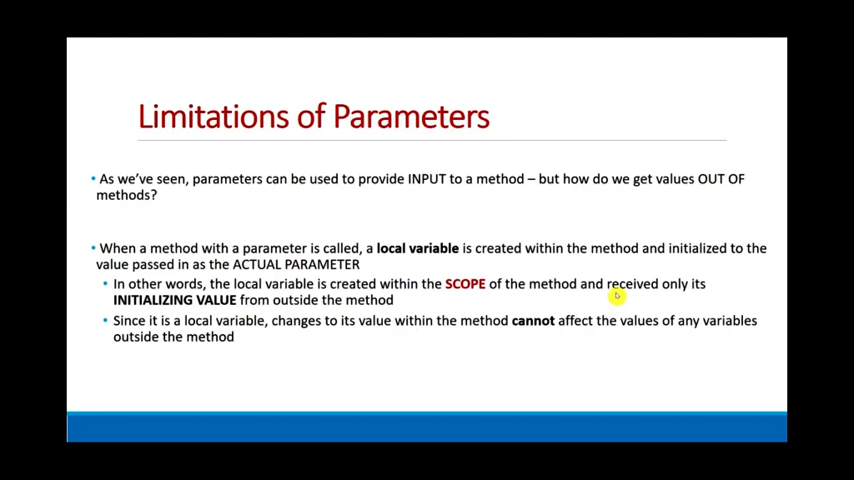 Limitations of Parameters
• As we've seen, parameters can be used to provide INPUT to a method – but how do we get values OUT OF
methods?
• When a method with a parameter is called, a local variable is created within the method and initialized to the
value passed in as the ACTUAL PARAMETER
• In other words, the local variable is created within the SCOPE of the method and received only its
INITIALIZING VALUE from outside the method
• Since it is a local variable, changes to its value within the method cannot affect the values of any variables
outside the method